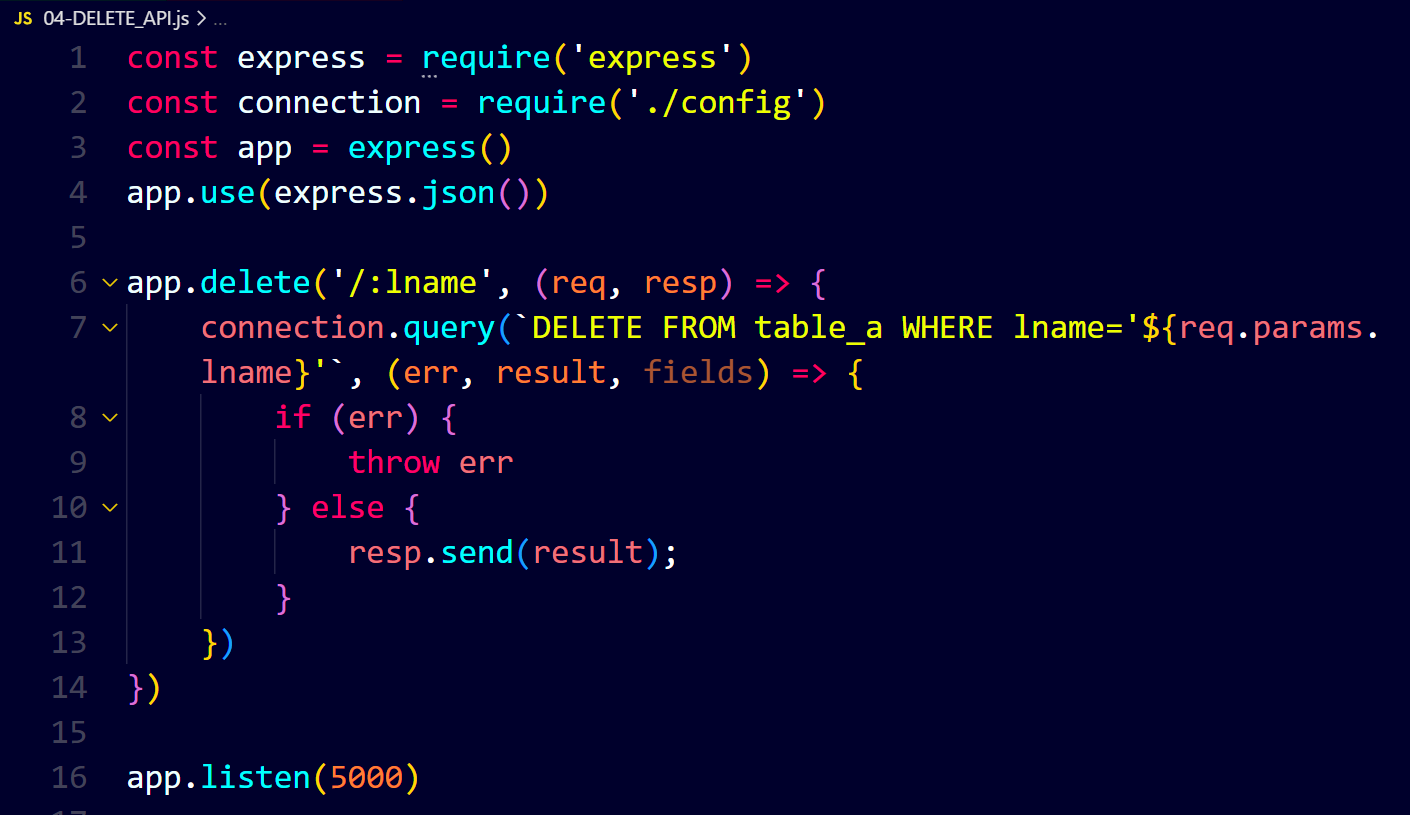 JS 04-DELETE_API.js > ...
1 const express = require('express')
2 const connection = require('./config')
3 const app = express()
4 app.use(express.json())
5
6 app.delete('/:lname', (req, resp) => {
7     connection.query(`DELETE FROM table_a WHERE lname='${req.params.
    lname}'`, (err, result, fields) => {
8         if (err) {
9             throw err
10         } else {
11             resp.send(result);
12         }
13     })
14 })
15
16 app.listen(5000)
17